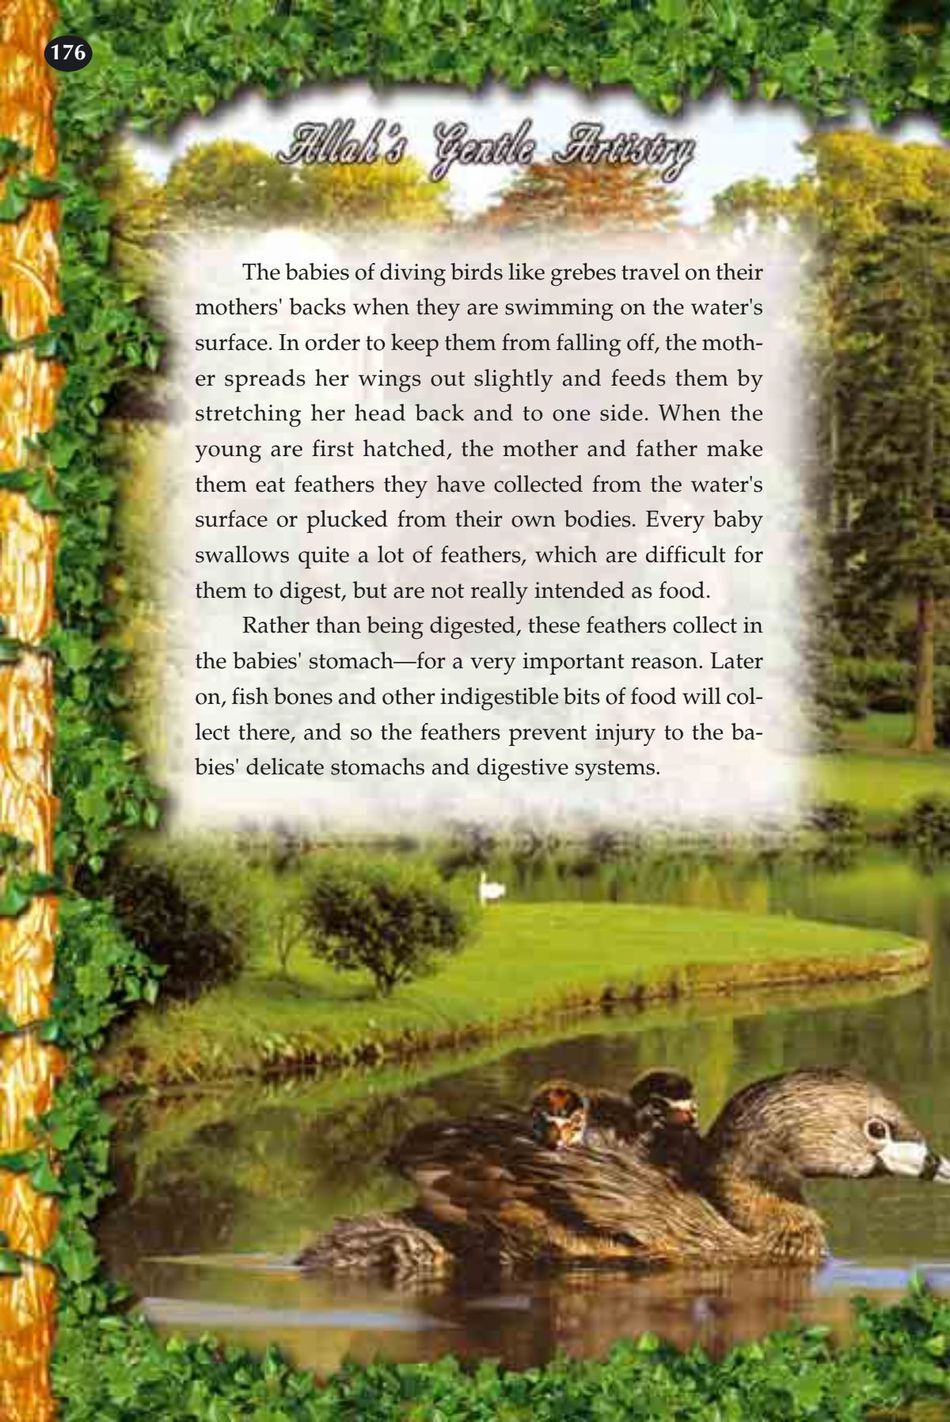 176
Allah's Gentle Artistry
The babies of diving birds like grebes travel on their
mothers' backs when they are swimming on the water's
surface. In order to keep them from falling off, the moth-
er spreads her wings out slightly and feeds them by
stretching her head back and to one side. When the
young are first hatched, the mother and father make
them eat feathers they have collected from the water's
surface or plucked from their own bodies. Every baby
swallows quite a lot of feathers, which are difficult for
them to digest, but are not really intended as food.
Rather than being digested, these feathers collect in
the babies' stomach—for a very important reason. Later
on, fish bones and other indigestible bits of food will col-
lect there, and so the feathers prevent injury to the ba-
bies' delicate stomachs and digestive systems.